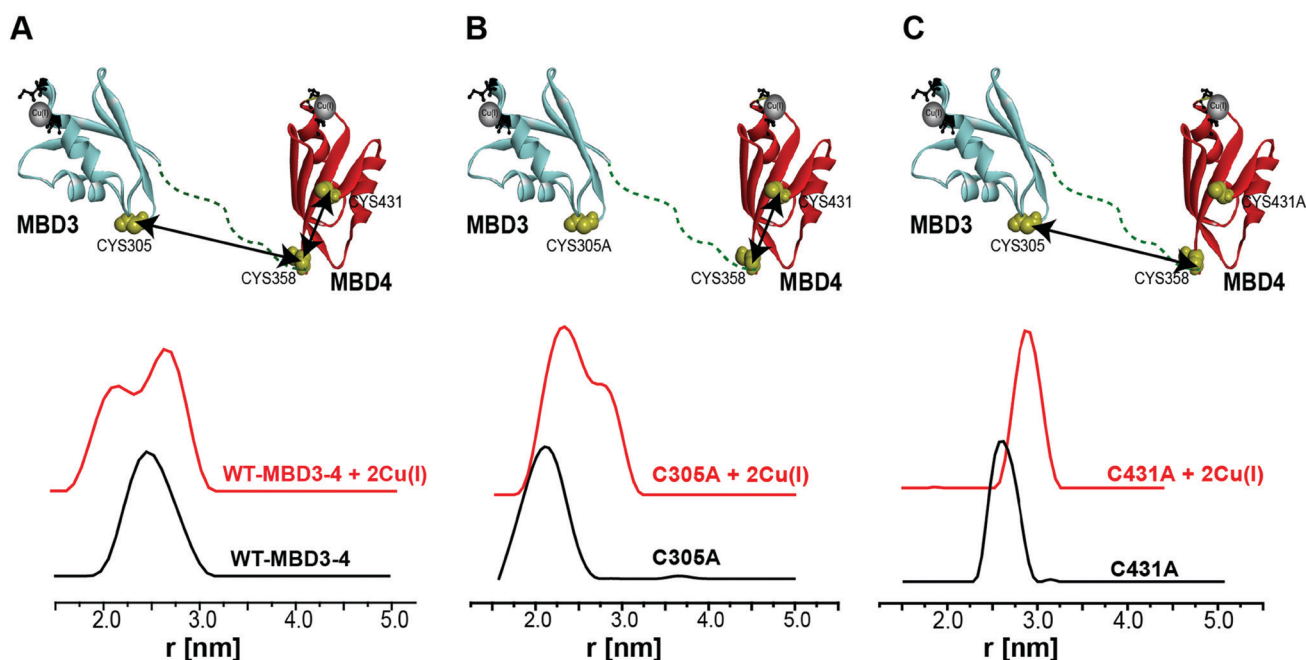 A
Cu(I)
Cu(I)
CYS431
MBD3
CYS305
CYS358
MBD4
WT-MBD3-4 + 2Cu(I)
WT-MBD3-4
2.0 3.0 4.0 5.0
r [nm]
B
Cu(I)
Cu(I)
CYS431
MBD3
CYS305A
CYS358
MBD4
C305A + 2Cu(I)
C305A
2.0 3.0 4.0 5.0
r [nm]
C
Cu(I)
Cu(I)
CYS431A
MBD3
CYS305
CYS358
MBD4
C431A + 2Cu(I)
C431A
2.0 3.0 4.0 5.0
r [nm]